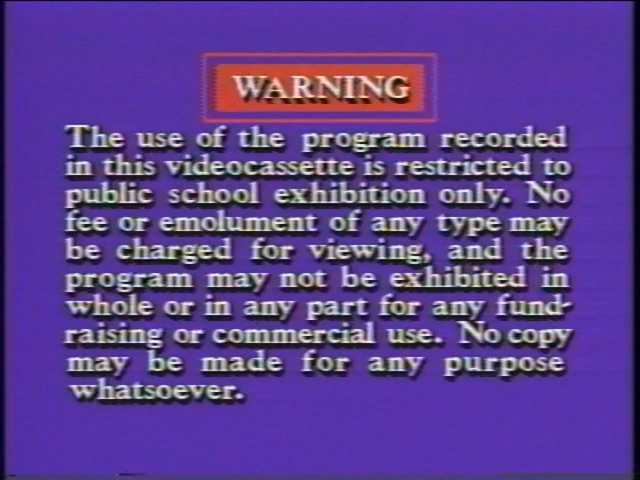 WARNING
The use of the program recorded
in this videocassette is restricted to
public school exhibition only. No
fee or emolument of any type may
be charged for viewing, and the
program may not be exhibited in
whole or in any part for any fund-
raising or commercial use. No copy
may be made for any purpose
whatsoever.